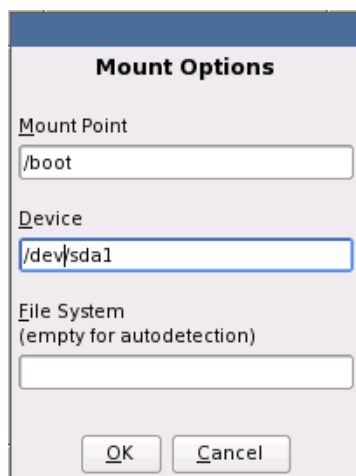 Mount Options
Mount Point
/boot
Device
/dev/sda1
File System
(empty for autodetection)
OK
Cancel